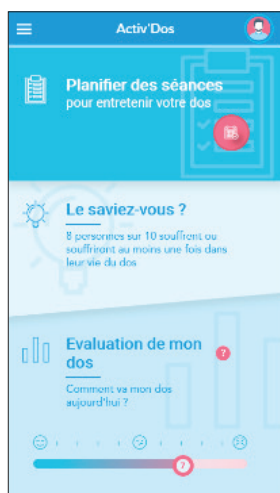 Activ'Dos
Planifier des séances
pour entretenir votre dos
Le saviez-vous ?
8 personnes sur 10 souffrent ou
souffriront au moins une fois dans
leur vie du dos
Evaluation de mon
dos
?
Comment va mon dos
aujourd'hui ?
?